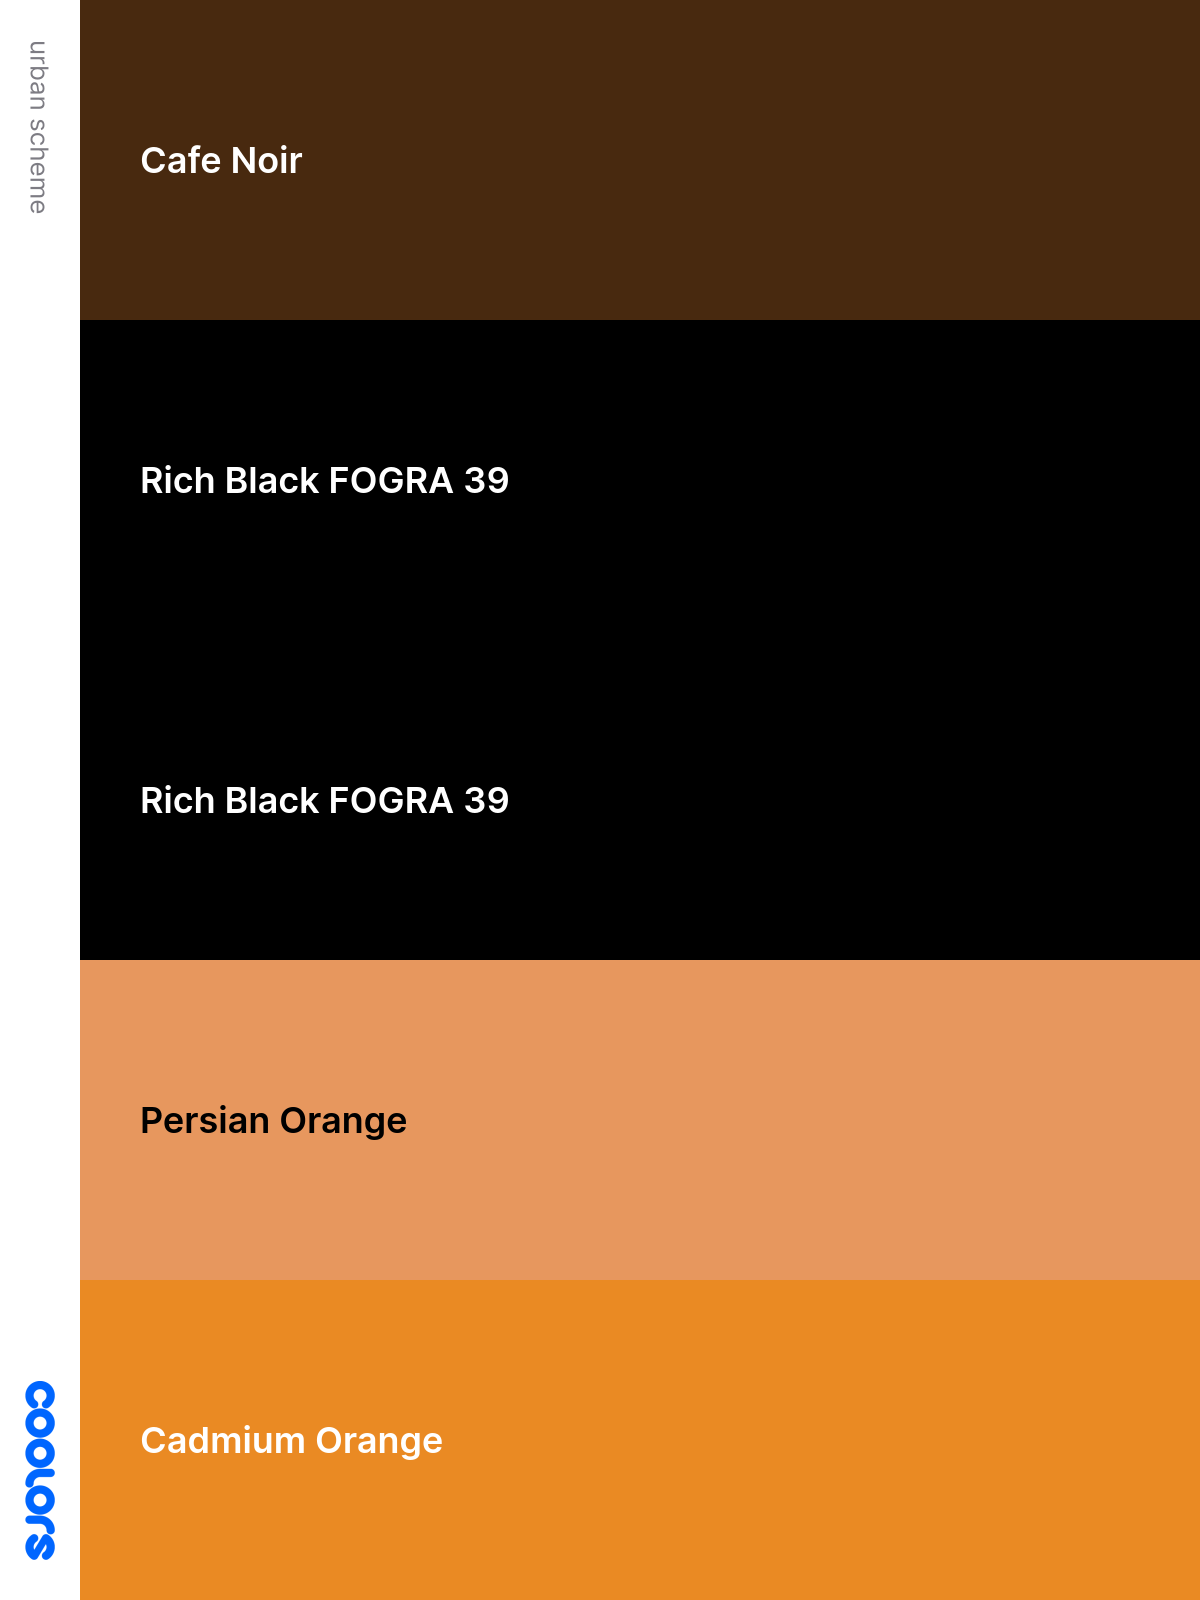 urban scheme
Cafe Noir
Rich Black FOGRA 39
Rich Black FOGRA 39
Persian Orange
Cadmium Orange
coolors